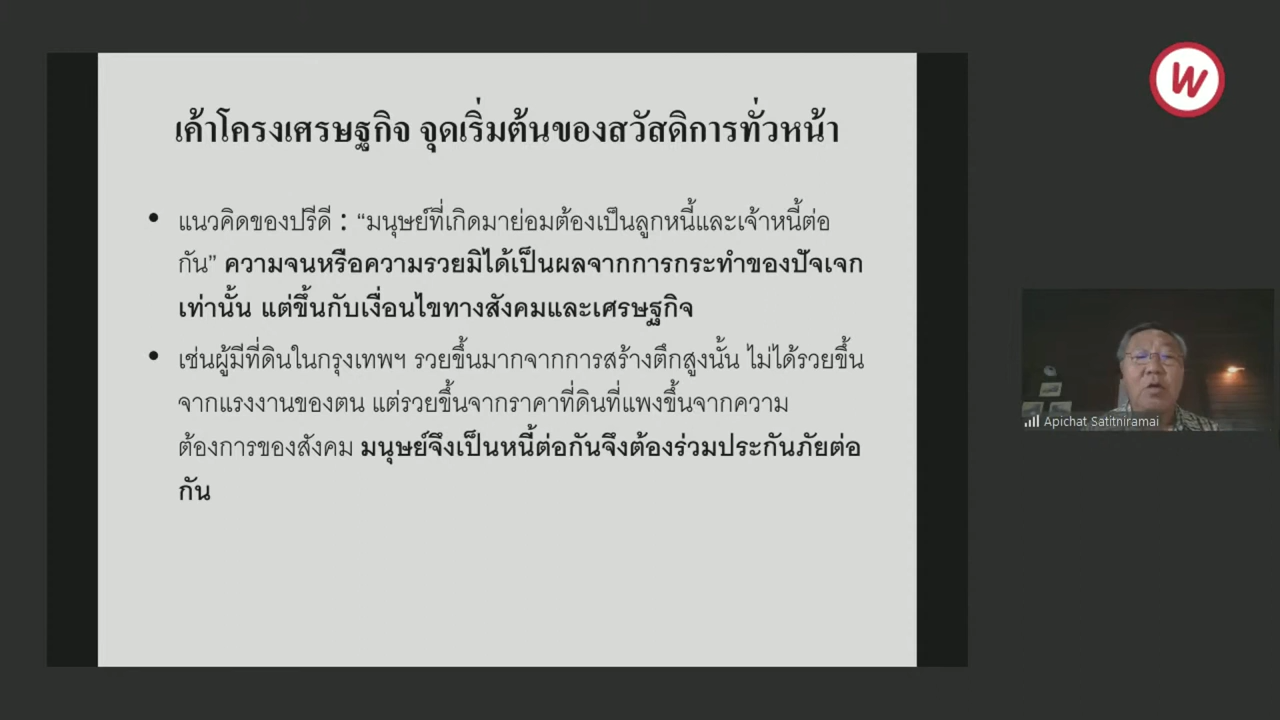 เค้าโครงเศรษฐกิจ จุดเริ่มต้นของสวัสดิการทั่วหน้า
• แนวคิดของปรีดี : “มนุษย์ที่เกิดมาย่อมต้องเป็นลูกหนี้และเจ้าหนี้ต่อ
กัน” ความจนหรือความรวยมิได้เป็นผลจากการกระทำของปัจเจก
เท่านั้น แต่ขึ้นกับเงื่อนไขทางสังคมและเศรษฐกิจ
• เช่นผู้มีที่ดินในกรุงเทพฯ รวยขึ้นมากจากการสร้างตึกสูงนั้น ไม่ได้รวยขึ้น
จากแรงงานของตน แต่รวยขึ้นจากราคาที่ดินที่แพงขึ้นจากความ
ต้องการของสังคม มนุษย์จึงเป็นหนี้ต่อกันจึงต้องร่วมประกันภัยต่อ
กัน
W
Apichat Satitniramai